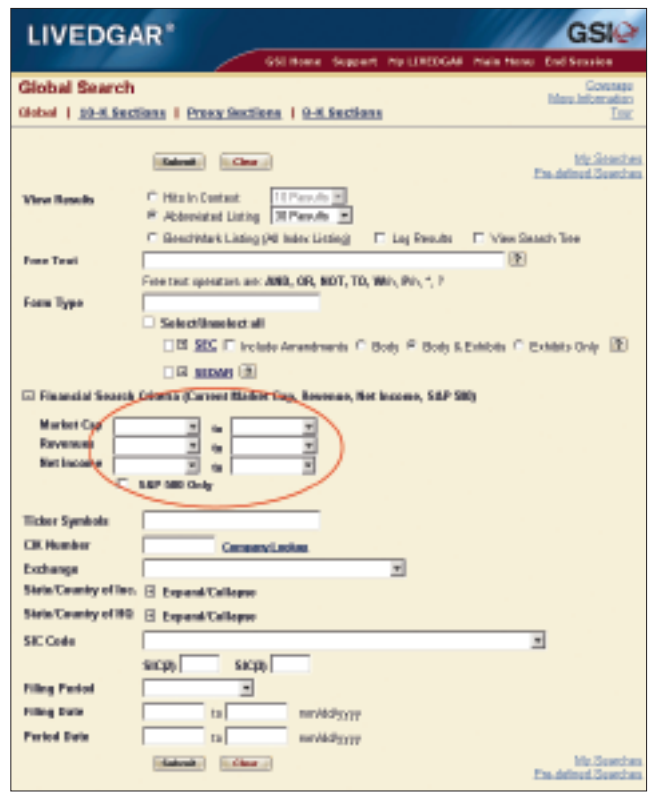 LIVEDGAR®
GSI
GSI Home Support My LIVEDGAR Main Menu End Session
Global Search
Coverage
More Information
Tour
Global | 10-K Sections | Proxy Sections | 8-K Sections
Submit Clear
My Searches
Pre-defined Searches
View Results
Hits In Context 10 Results
Abbreviated Listing 30 Results
Benchmark Listing (All Index Listing) Log Results View Search Tree
Free Text ?
Free text operators are: AND, OR, NOT, TO, W/n, P/n, *, ?
Form Type
Select/Unselect all
SEC Include Amendments Body Body & Exhibits Exhibits Only ?
SEDAR ?
Financial Search Criteria (Current Market Cap, Revenue, Net Income, S&P 500)
Market Cap to
Revenues to
Net Income to
S&P 500 Only
Ticker Symbols
CIK Number Company Lookup
Exchange
State/Country of Inc. Expand/Collapse
State/Country of HQ Expand/Collapse
SIC Code
SIC(2) SIC(3)
Filing Period
Filing Date to mm/dd/yyyy
Period Date to mm/dd/yyyy
Submit Clear
My Searches
Pre-defined Searches